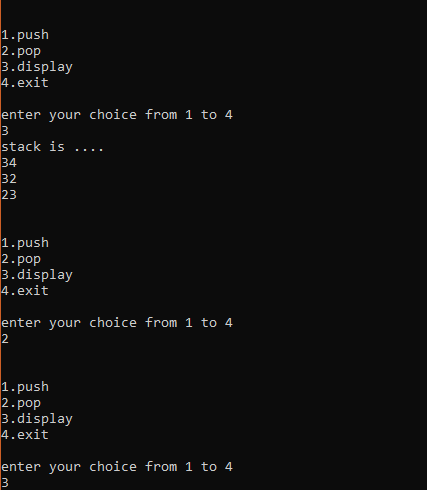 1.push
2.pop
3.display
4.exit
enter your choice from 1 to 4
3
stack is ....
34
32
23
1.push
2.pop
3.display
4.exit
enter your choice from 1 to 4
2
1.push
2.pop
3.display
4.exit
enter your choice from 1 to 4
3